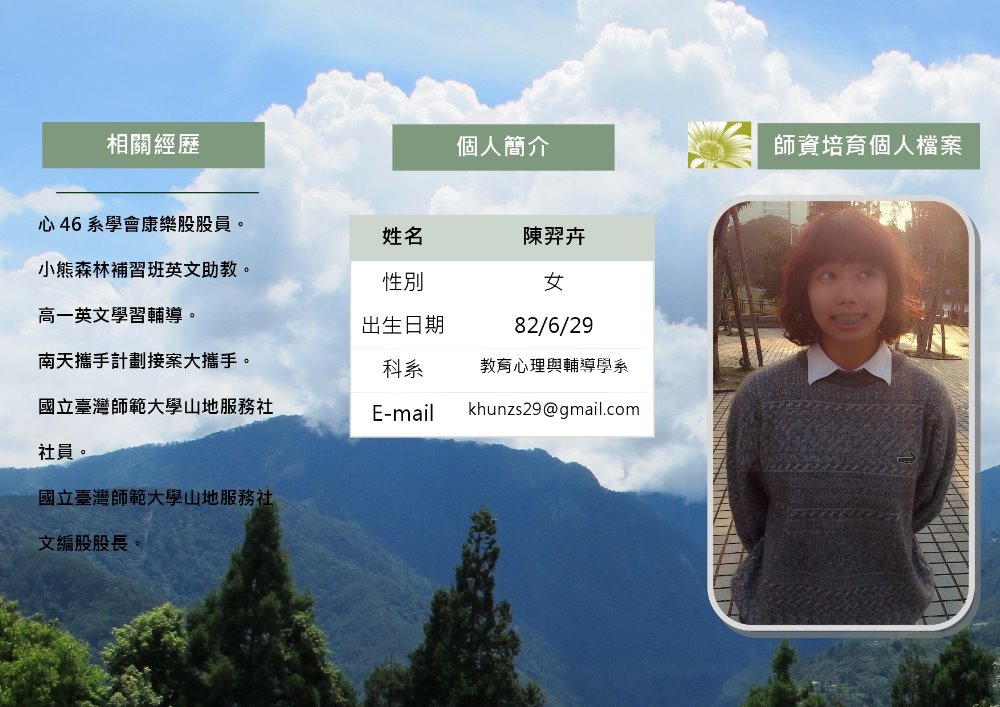 相關經歷
心 46 系學會康樂股股員。
小熊森林補習班英文助教。
高一英文學習輔導。
南天攜手計劃接案大攜手。
國立臺灣師範大學山地服務社
社員。
國立臺灣師範大學山地服務社
文編股股長。
個人簡介
姓名 陳羿卉
性別 女
出生日期 82/6/29
科系 教育心理與輔導學系
E-mail khunzs29@gmail.com
師資培育個人檔案